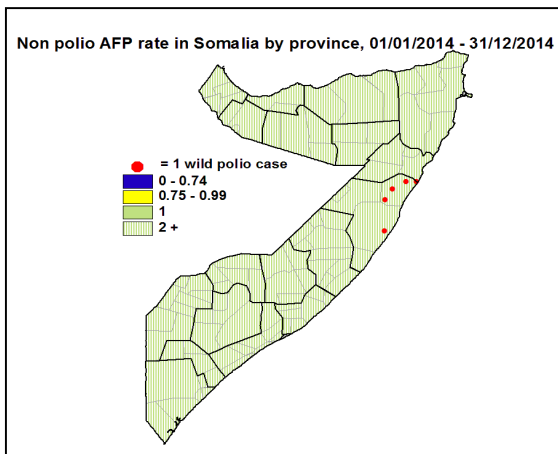 Non polio AFP rate in Somalia by province, 01/01/2014 - 31/12/2014
= 1 wild polio case
0 - 0.74
0.75 - 0.99
1
2 +